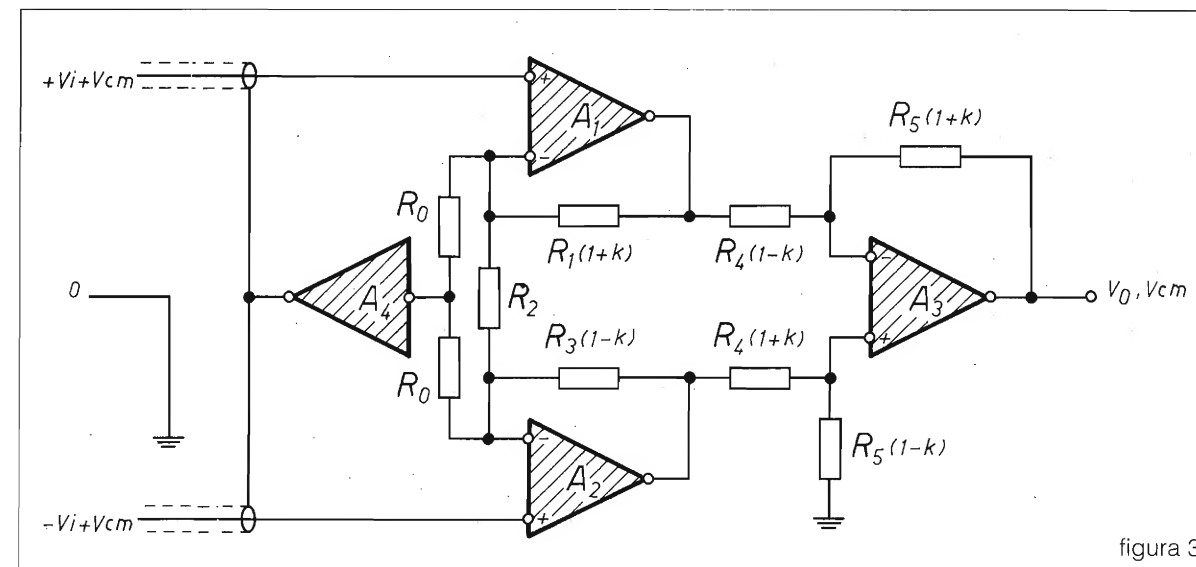 +Vi+Vcm
A1
R5(1+k)
R0
R1(1+k)
R4(1-k)
0
A4
R2
A3
V0,Vcm
R3(1-k)
R4(1+k)
R0
A2
R5(1-k)
-Vi+Vcm
figura 3
+
-
-
+
-
+